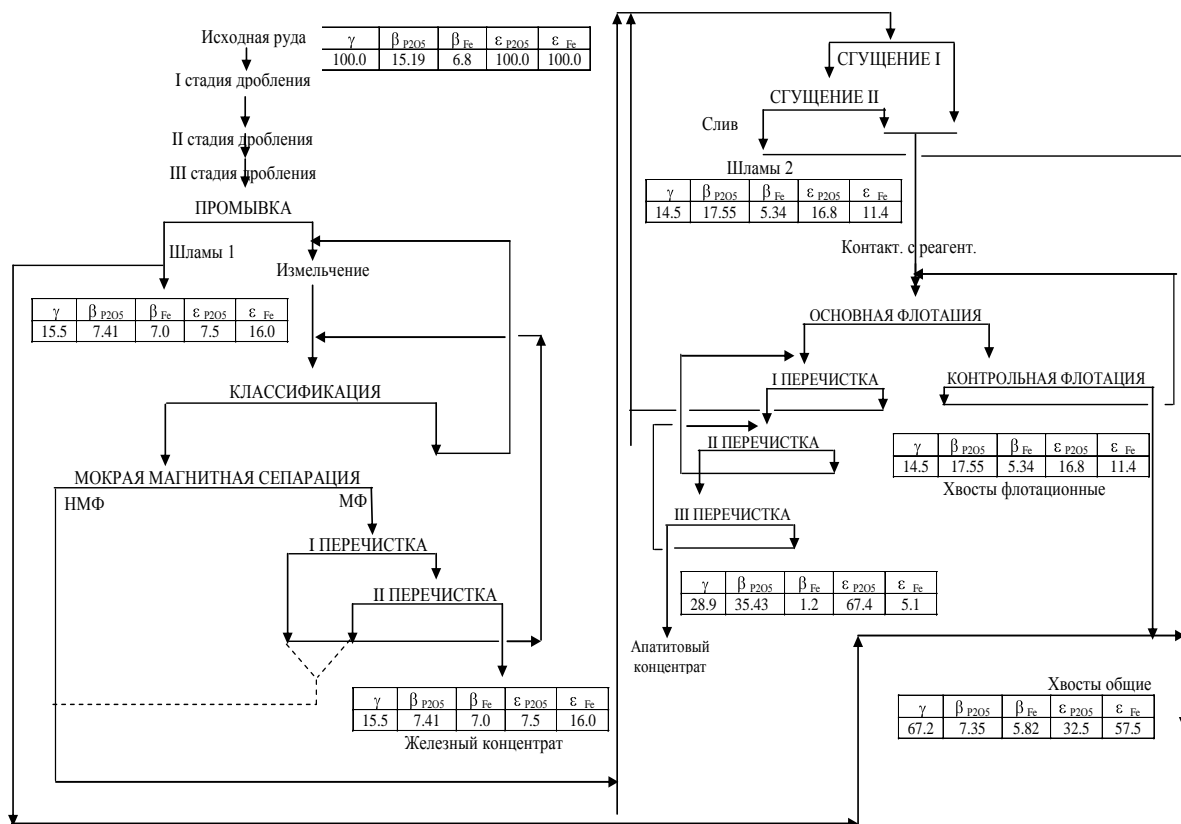 Исходная руда
γ β P2O5 β Fe ε P2O5 ε Fe
100.0 15.19 6.8 100.0 100.0
I стадия дробления
II стадия дробления
III стадия дробления
ПРОМЫВКА
Шламы 1
Измельчение
γ β P2O5 β Fe ε P2O5 ε Fe
15.5 7.41 7.0 7.5 16.0
КЛАССИФИКАЦИЯ
МОКРАЯ МАГНИТНАЯ СЕПАРАЦИЯ
НМФ
МФ
I ПЕРЕЧИСТКА
II ПЕРЕЧИСТКА
γ β P2O5 β Fe ε P2O5 ε Fe
15.5 7.41 7.0 7.5 16.0
Железный концентрат
СГУЩЕНИЕ I
СГУЩЕНИЕ II
Слив
Шламы 2
γ β P2O5 β Fe ε P2O5 ε Fe
14.5 17.55 5.34 16.8 11.4
Контакт. с реагент.
ОСНОВНАЯ ФЛОТАЦИЯ
I ПЕРЕЧИСТКА
КОНТРОЛЬНАЯ ФЛОТАЦИЯ
II ПЕРЕЧИСТКА
γ β P2O5 β Fe ε P2O5 ε Fe
14.5 17.55 5.34 16.8 11.4
Хвосты флотационные
III ПЕРЕЧИСТКА
γ β P2O5 β Fe ε P2O5 ε Fe
28.9 35.43 1.2 67.4 5.1
Апатитовый
концентрат
Хвосты общие
γ β P2O5 β Fe ε P2O5 ε Fe
67.2 7.35 5.82 32.5 57.5